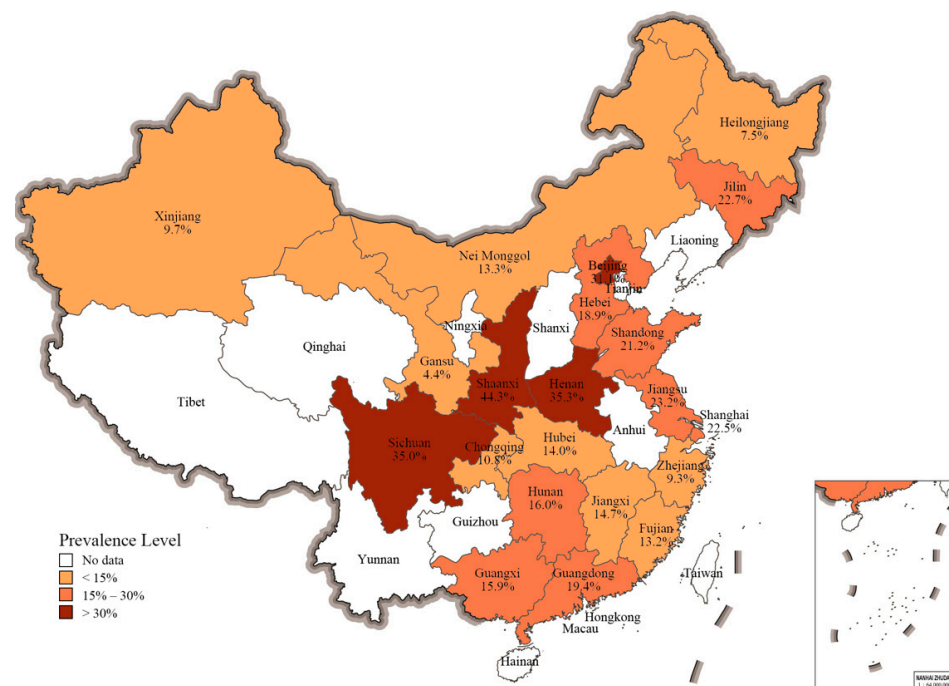 Heilongjiang
7.5%
Jilin
22.7%
Xinjiang
9.7%
Liaoning
Nei Monggol
13.3%
Beijing
31.1%
Tianjin
Hebei
18.9%
Ningxia
Shanxi
Shandong
21.2%
Qinghai
Gansu
4.4%
Shaanxi
44.3%
Henan
35.3%
Jiangsu
23.2%
Tibet
Shanghai
22.5%
Anhui
Sichuan
35.0%
Chongqing
10.8%
Hubei
14.0%
Zhejiang
9.3%
Hunan
16.0%
Jiangxi
14.7%
Guizhou
Fujian
13.2%
Yunnan
Guangxi
15.9%
Guangdong
19.4%
Taiwan
Hongkong
Macau
Hainan
Prevalence Level
No data
< 15%
15% – 30%
> 30%